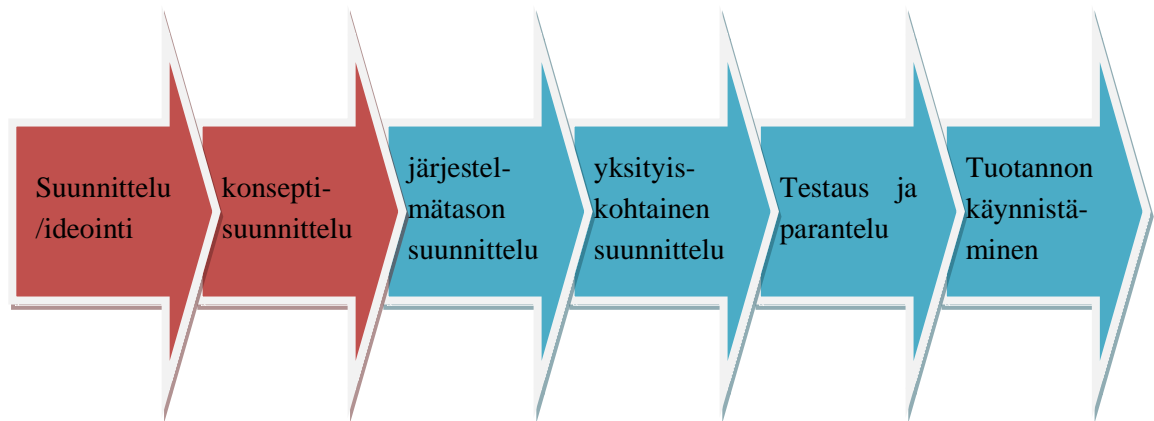 Suunnittelu
/ideointi
konsepti-
suunnittelu
järjestel-
mätason
suunnittelu
yksityis-
kohtainen
suunnittelu
Testaus ja
parantelu
Tuotannon
käynnistä-
minen